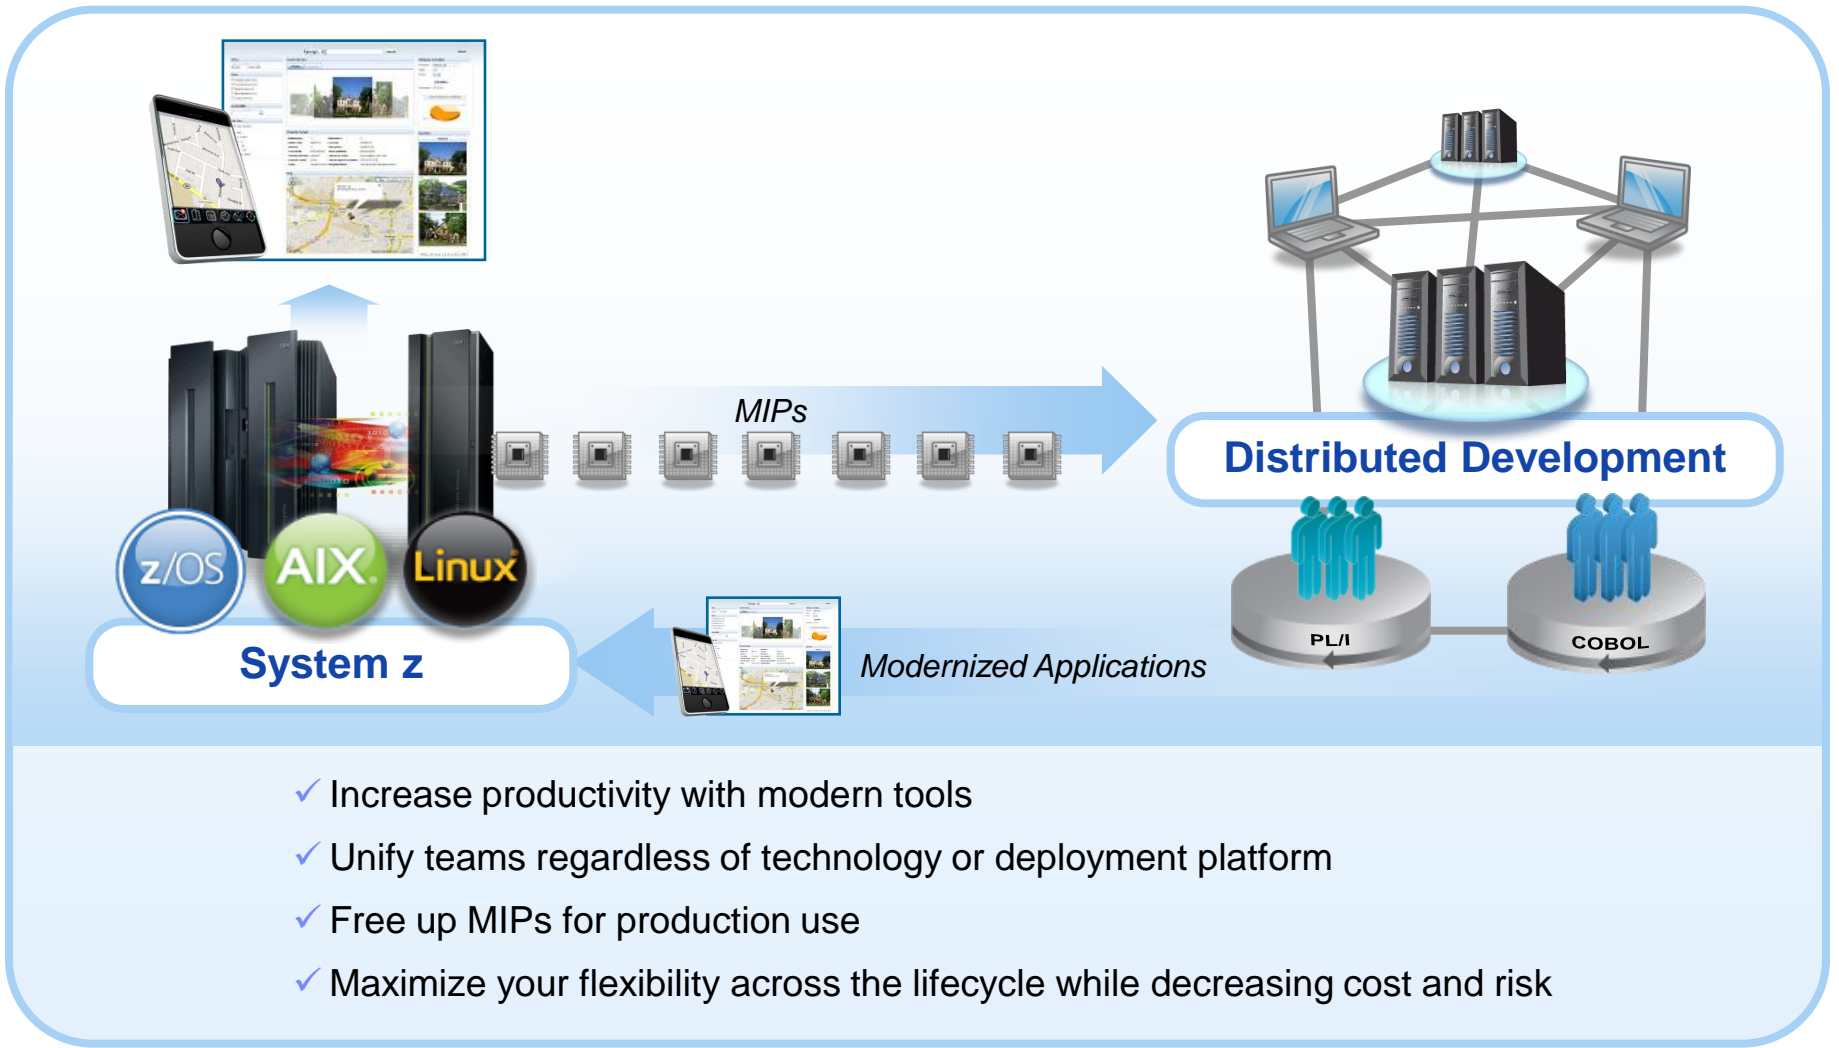 MIPs
Distributed Development
z/OS
AIX
Linux
System z
Modernized Applications
PL/I
COBOL
Increase productivity with modern tools
Unify teams regardless of technology or deployment platform
Free up MIPs for production use
Maximize your flexibility across the lifecycle while decreasing cost and risk